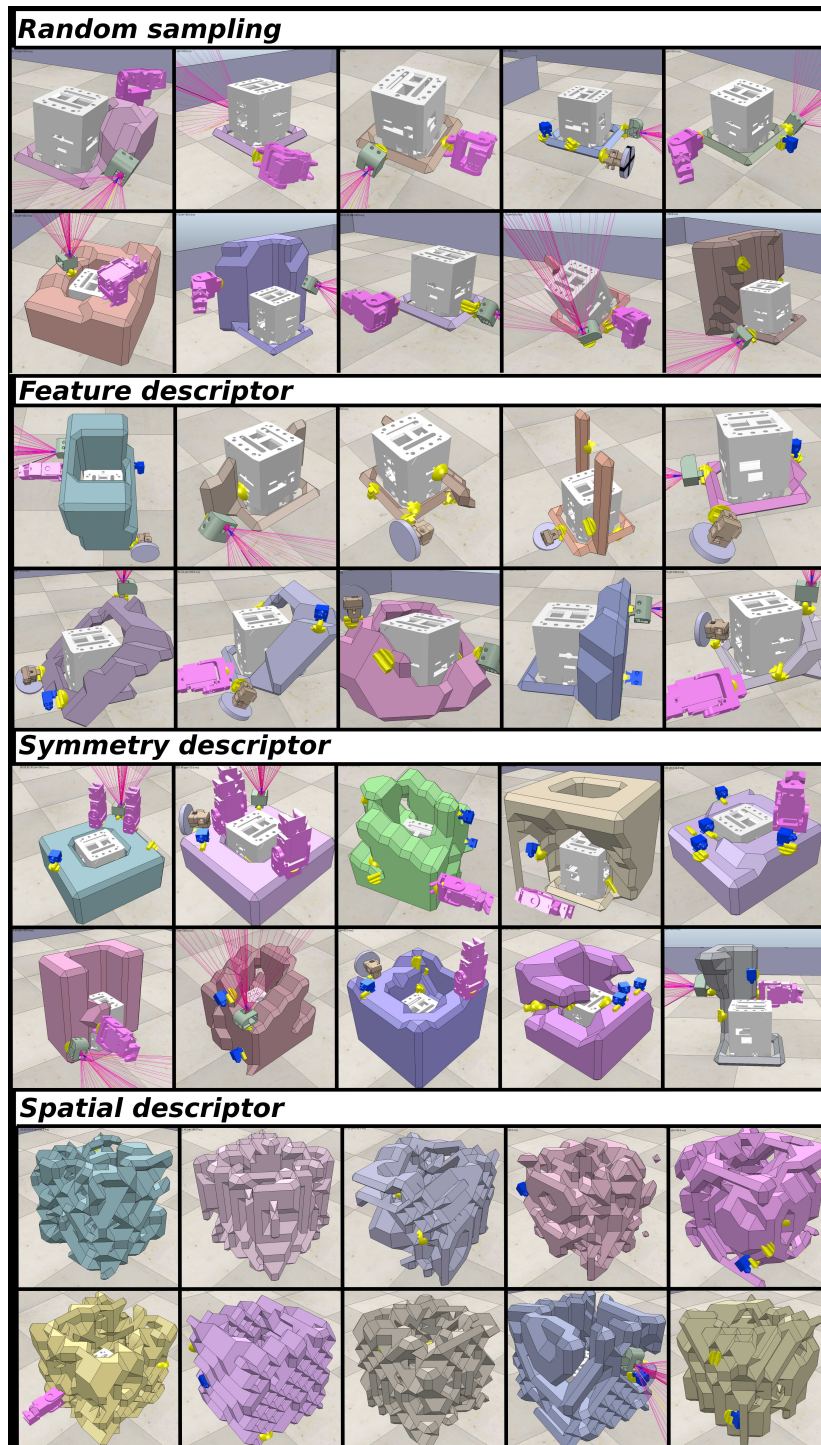 Random sampling
Feature descriptor
Symmetry descriptor
Spatial descriptor